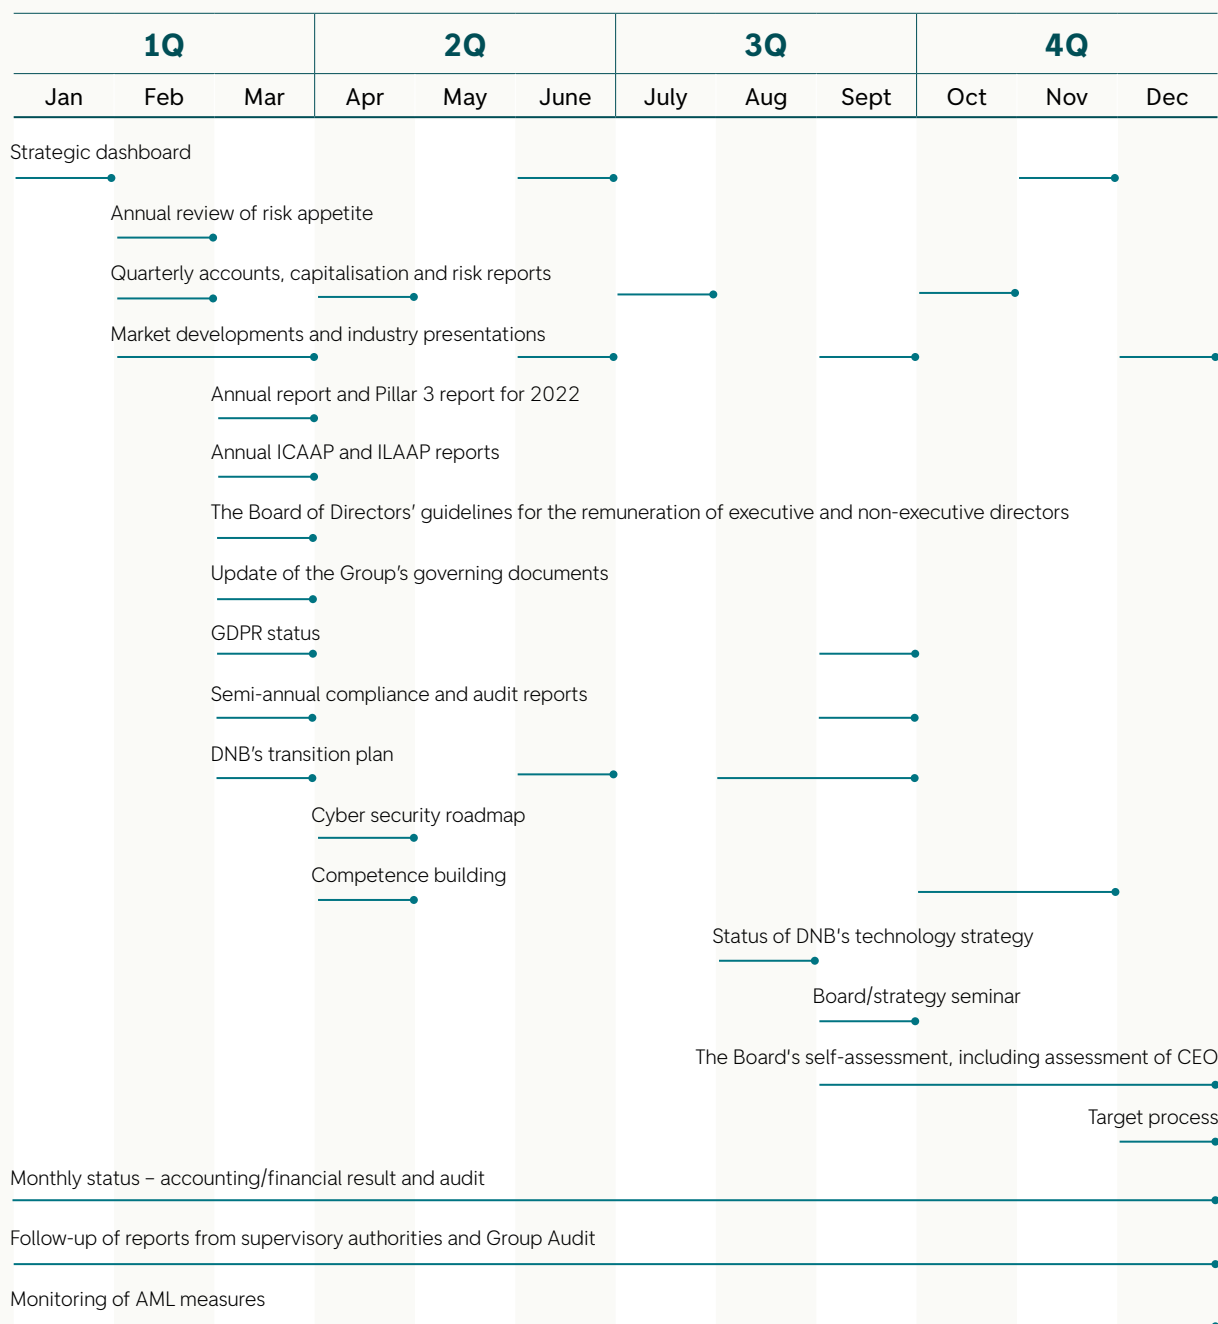 1Q 2Q 3Q 4Q
Jan Feb Mar Apr May June July Aug Sept Oct Nov Dec
Strategic dashboard
Annual review of risk appetite
Quarterly accounts, capitalisation and risk reports
Market developments and industry presentations
Annual report and Pillar 3 report for 2022
Annual ICAAP and ILAAP reports
The Board of Directors’ guidelines for the remuneration of executive and non-executive directors
Update of the Group’s governing documents
GDPR status
Semi-annual compliance and audit reports
DNB’s transition plan
Cyber security roadmap
Competence building
Status of DNB's technology strategy
Board/strategy seminar
The Board's self-assessment, including assessment of CEO
Target process
Monthly status – accounting/financial result and audit
Follow-up of reports from supervisory authorities and Group Audit
Monitoring of AML measures